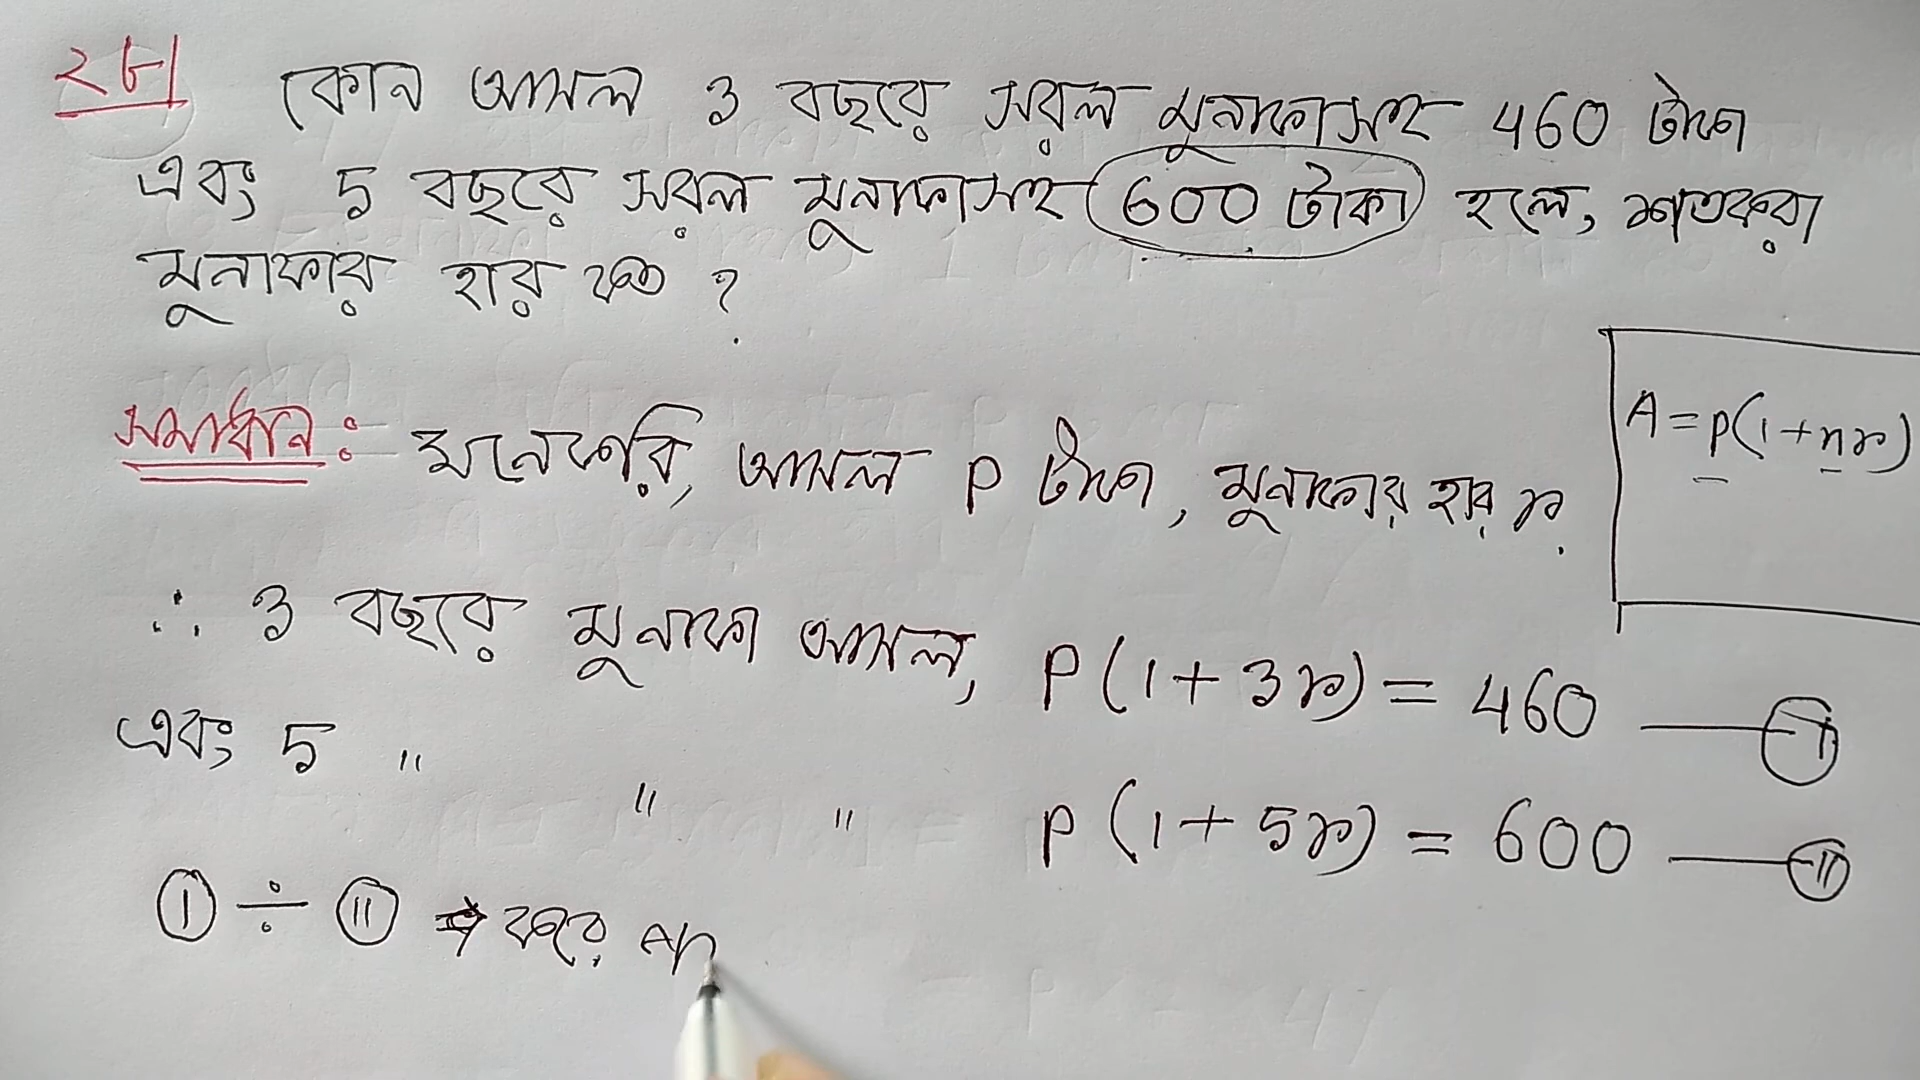 ২৮। কোন আসল 3 বছরে সরল মুনাফাসহ 460 টাকা
এবং 5 বছরে সরল মুনাফাসহ 600 টাকা হলে, শতকরা
মুনাফার হার কত ?
A = P(1+nr)
সমাধান : মনেকরি, আসল P টাকা, মুনাফার হার r.
∴ 3 বছরে মুনাফা আসল, P(1+3r) = 460 — I
এবং 5 " " " P(1+5r) = 600 — II
I ÷ II করে